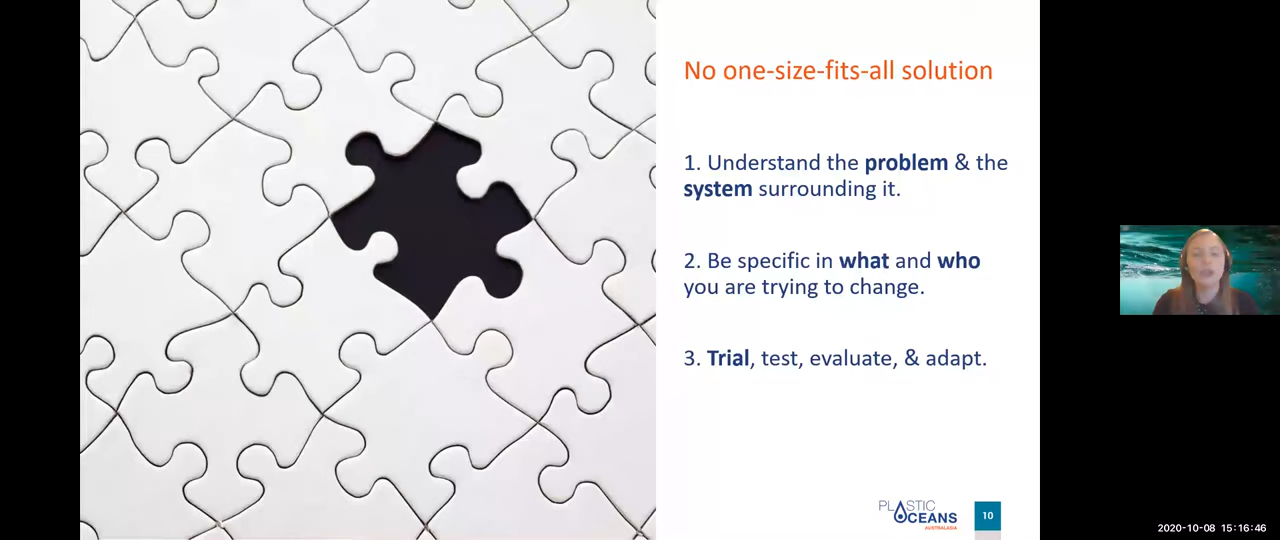 No one-size-fits-all solution
1. Understand the problem & the
system surrounding it.
2. Be specific in what and who
you are trying to change.
3. Trial, test, evaluate, & adapt.
PLASTIC
OCEANS
AUSTRALASIA
10
2020-10-08 15:16:46